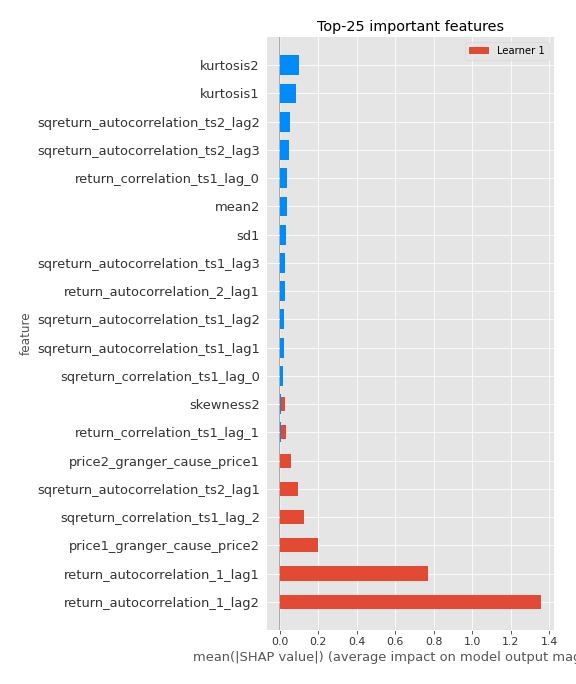 Top-25 important features
Learner 1
kurtosis2
kurtosis1
sqreturn_autocorrelation_ts2_lag2
sqreturn_autocorrelation_ts2_lag3
return_correlation_ts1_lag_0
mean2
sd1
sqreturn_autocorrelation_ts1_lag3
return_autocorrelation_2_lag1
sqreturn_autocorrelation_ts1_lag2
sqreturn_autocorrelation_ts1_lag1
sqreturn_correlation_ts1_lag_0
skewness2
return_correlation_ts1_lag_1
price2_granger_cause_price1
sqreturn_autocorrelation_ts2_lag1
sqreturn_correlation_ts1_lag_2
price1_granger_cause_price2
return_autocorrelation_1_lag1
return_autocorrelation_1_lag2
feature
0.0 0.2 0.4 0.6 0.8 1.0 1.2 1.4
mean(|SHAP value|) (average impact on model output mag